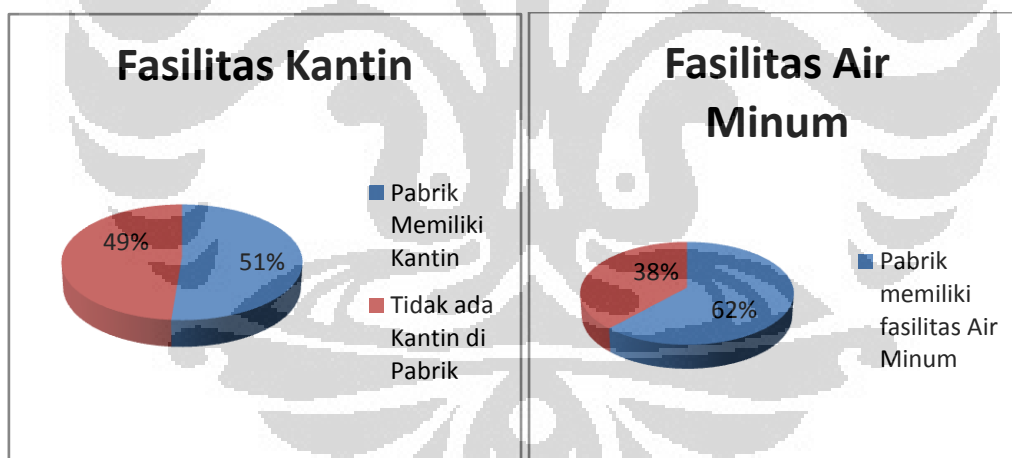 Fasilitas Kantin
49%
51%
Pabrik
Memiliki
Kantin
Tidak ada
Kantin di
Pabrik
Fasilitas Air
Minum
38%
62%
Pabrik
memiliki
fasilitas Air
Minum